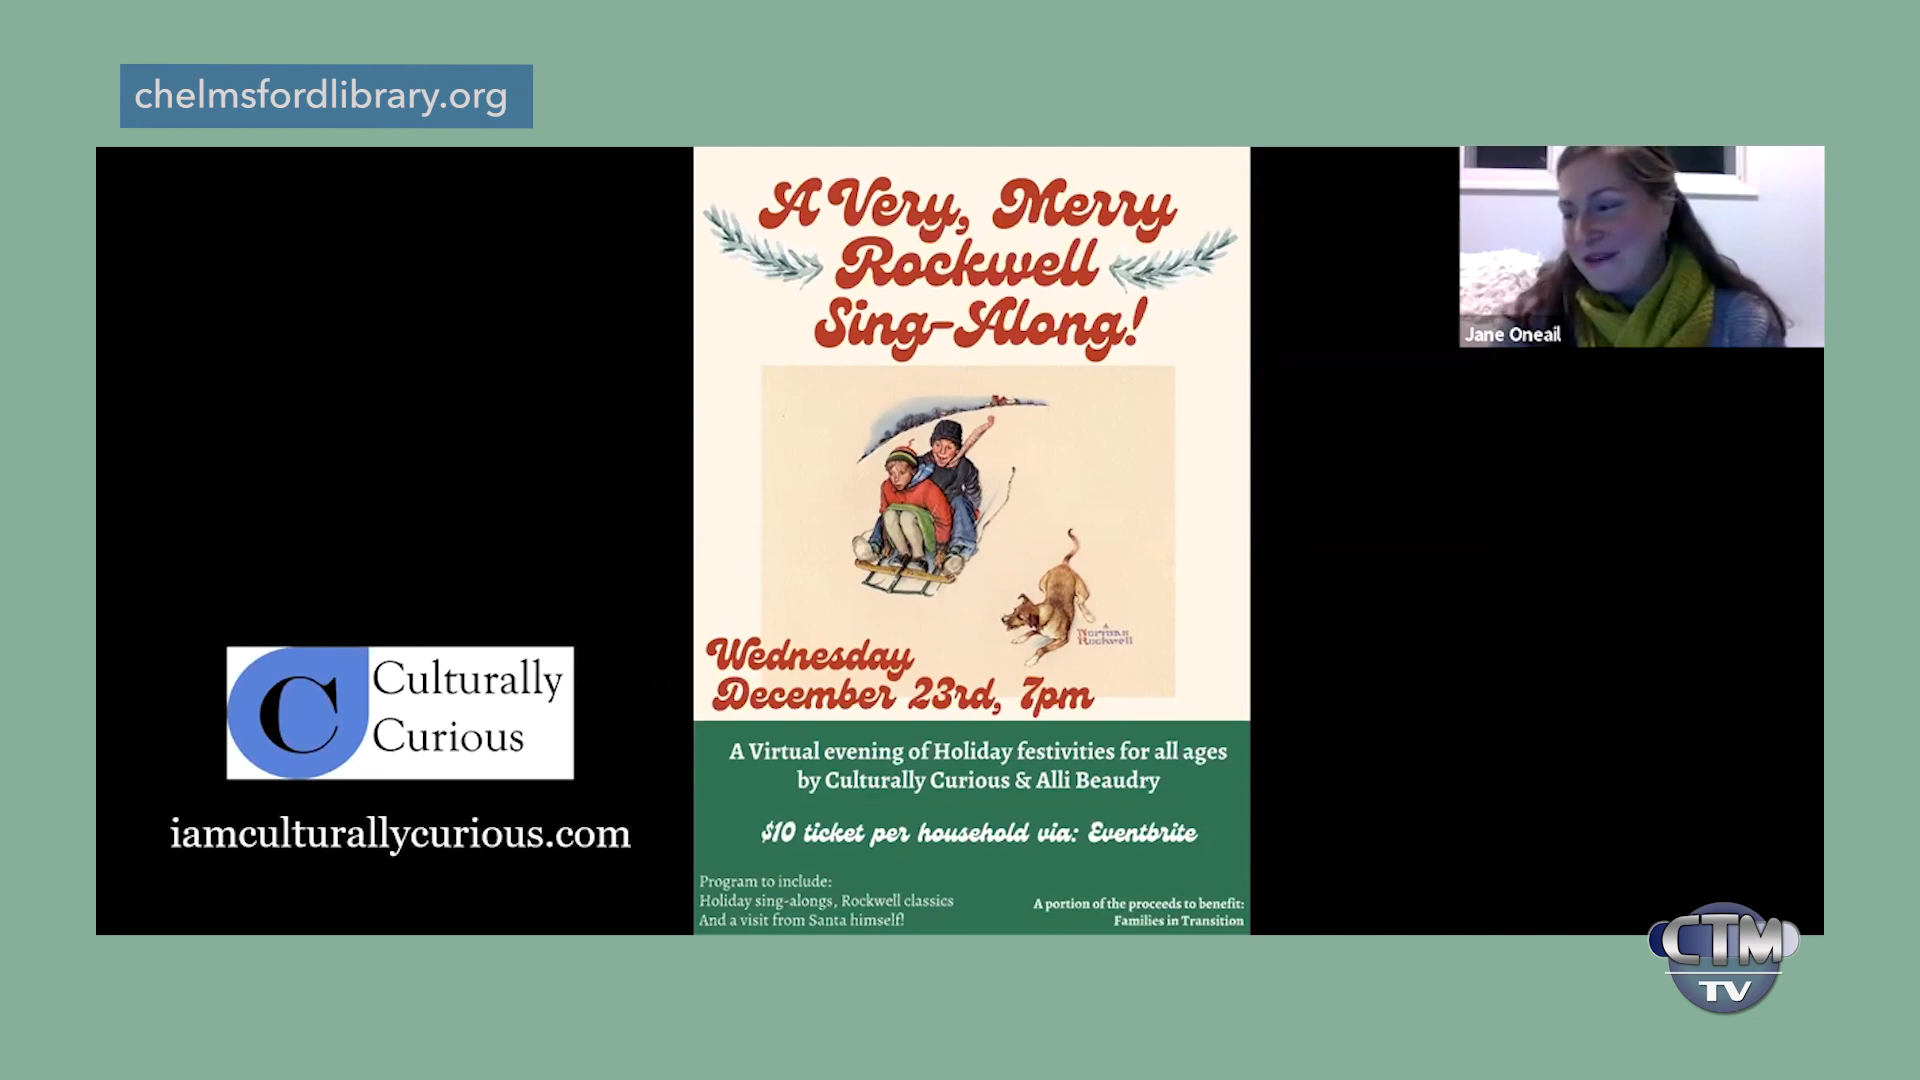 chelmsfordlibrary.org
A Very, Merry
Rockwell
Sing-Along!
Jane Oneail
Norman
Rockwell
Wednesday
December 23rd, 7pm
C
Culturally
Curious
iamculturallycurious.com
A Virtual evening of Holiday festivities for all ages
by Culturally Curious & Alli Beaudry
$10 ticket per household via: Eventbrite
Program to include:
Holiday sing-alongs, Rockwell classics
And a visit from Santa himself!
A portion of the proceeds to benefit:
Families in Transition
CTM
TV